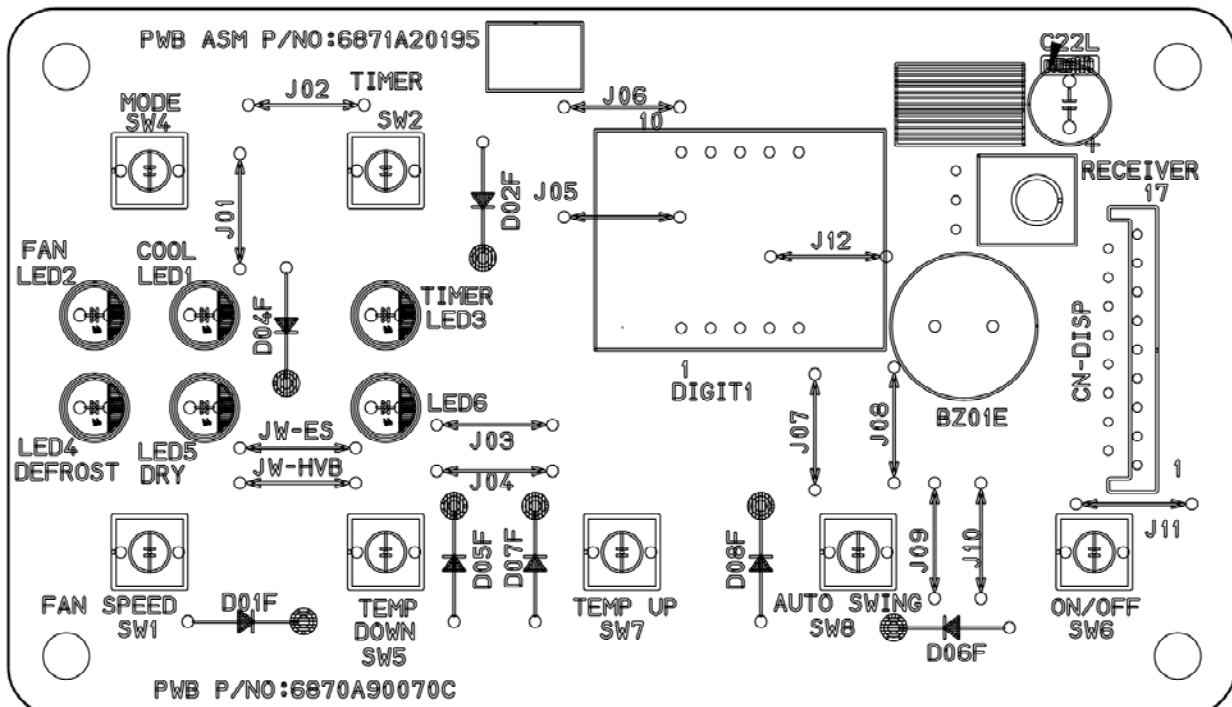 PWB ASM P/NO:6871A20195
C22L
TIMER
J02
J06
MODE
SW4
SW2
10
RECEIVER
17
J01
D02F
J05
J12
FAN
LED2
COOL
LED1
TIMER
LED3
D04F
CN-DISP
1
DIGIT1
LED6
BZ01E
J07
J08
LED4
DEFROST
LED5
DRY
JW-ES
JW-HVB
J03
J04
1
J11
D05F
D07F
D08F
J09
J10
FAN SPEED
SW1
D01F
TEMP
DOWN
SW5
TEMP UP
SW7
AUTO SWING
SW8
D06F
ON/OFF
SW6
+
PWB P/NO:6870A90070C